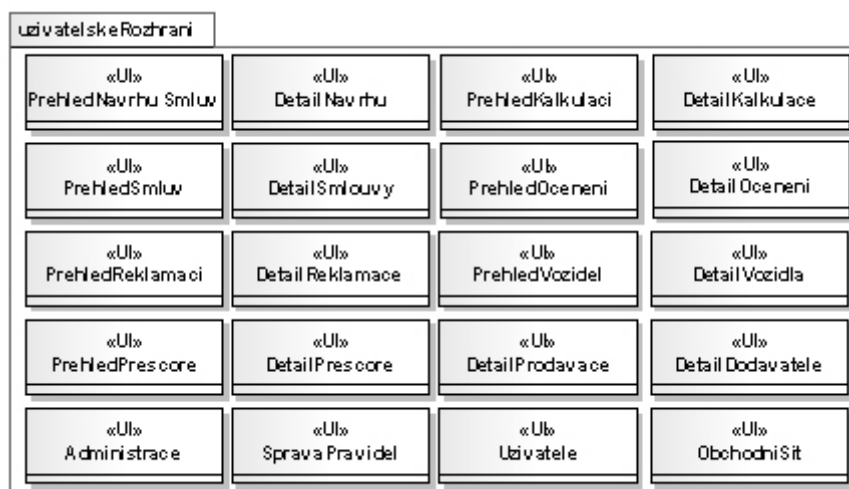 uzivatelskeRozhrani
«UI» «UI» «UI» «UI»
PrehledNavrhuSmluv DetailNavrhu PrehledKalkulaci DetailKalkulace
«UI» «UI» «UI» «UI»
PrehledSmluv DetailSmlouvy PrehledOceneni DetailOceneni
«UI» «UI» «UI» «UI»
PrehledReklamaci DetailReklamace PrehledVozidel DetailVozidla
«UI» «UI» «UI» «UI»
PrehledPrescore DetailPrescore DetailProdavace DetailDodavatele
«UI» «UI» «UI» «UI»
Administrace SpravaPravidel Uzivatele ObchodniSit